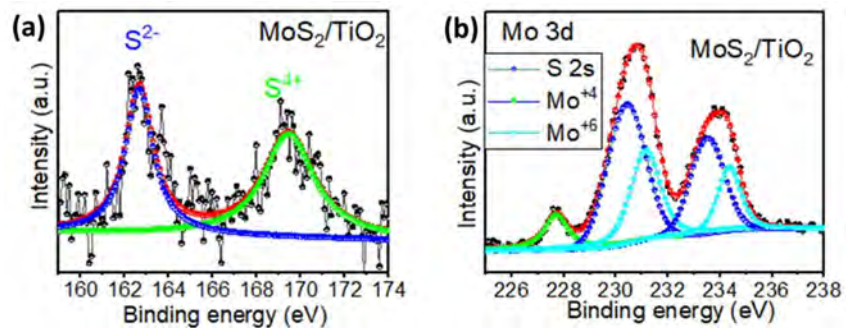 (a)
S2-
MoS2/TiO2
S4+
Intensity (a.u.)
160 162 164 166 168 170 172 174
Binding energy (eV)
(b)
Mo 3d
MoS2/TiO2
S 2s
Mo+4
Mo+6
Intensity (a.u.)
226 228 230 232 234 236 238
Binding energy (eV)